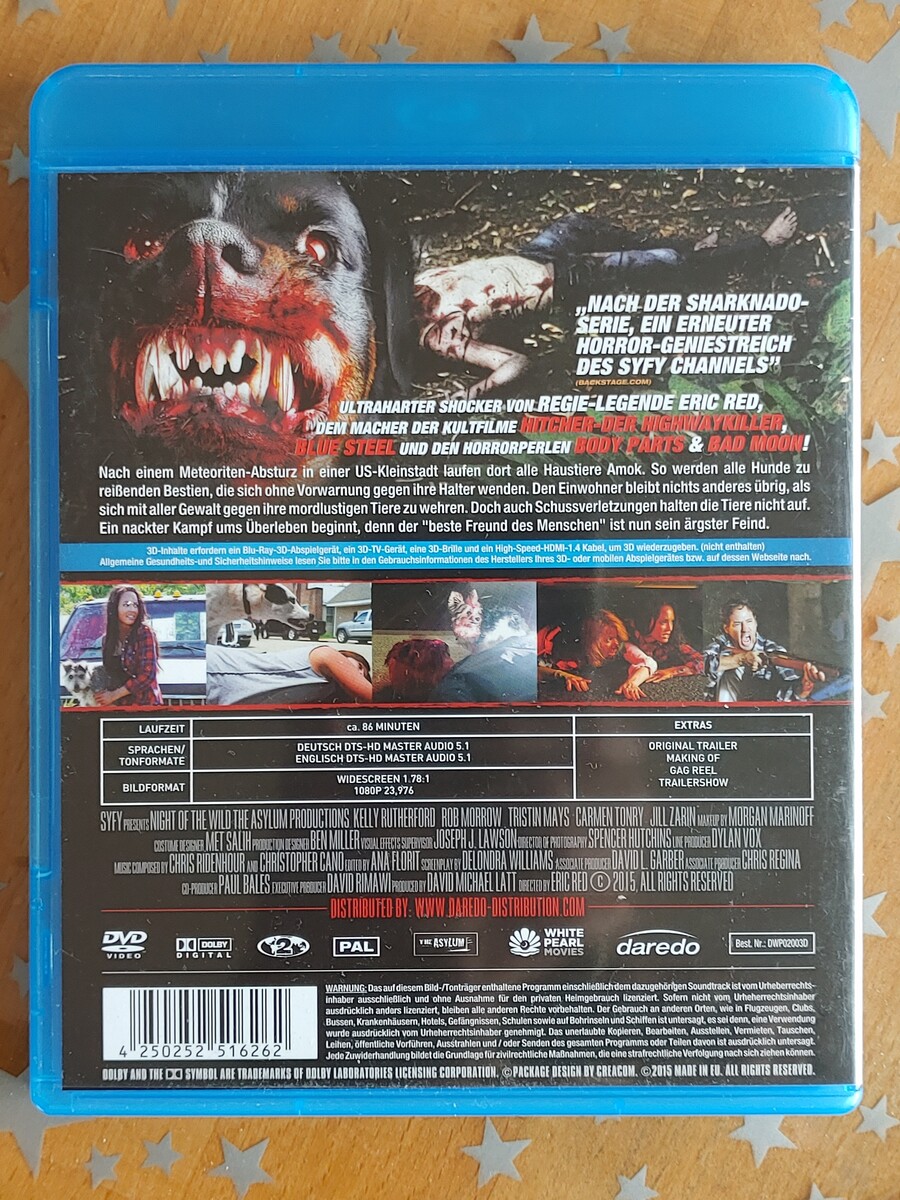 „NACH DER SHARKNADO-
SERIE, EIN ERNEUTER
HORROR-GENIESTREICH
DES SYFY CHANNELS"
(BACKSTAGE.COM)
ULTRAHARTER SHOCKER VON REGIE-LEGENDE ERIC RED,
DEM MACHER DER KULTFILME HITCHER-DER HIGHWAYKILLER,
BLUE STEEL UND DEN HORRORPERLEN BODY PARTS & BAD MOON!
Nach einem Meteoriten-Absturz in einer US-Kleinstadt laufen dort alle Haustiere Amok. So werden alle Hunde zu
reißenden Bestien, die sich ohne Vorwarnung gegen ihre Halter wenden. Den Einwohner bleibt nichts anderes übrig, als
sich mit aller Gewalt gegen ihre mordlustigen Tiere zu wehren. Doch auch Schussverletzungen halten die Tiere nicht auf.
Ein nackter Kampf ums Überleben beginnt, denn der "beste Freund des Menschen" ist nun sein ärgster Feind.
3D-Inhalte erfordern ein Blu-Ray-3D-Abspielgerät, ein 3D-TV-Gerät, eine 3D-Brille und ein High-Speed-HDMI-1.4 Kabel, um 3D wiederzugeben. (nicht enthalten)
Allgemeine Gesundheits-und Sicherheitshinweise lesen Sie bitte in den Gebrauchsinformationen des Herstellers Ihres 3D- oder mobilen Abspielgerätes bzw. auf dessen Webseite nach.
LAUFZEIT ca. 86 MINUTEN EXTRAS
SPRACHEN/
TONFORMATE
DEUTSCH DTS-HD MASTER AUDIO 5.1
ENGLISCH DTS-HD MASTER AUDIO 5.1
BILDFORMAT
WIDESCREEN 1.78:1
1080P 23,976
ORIGINAL TRAILER
MAKING OF
GAG REEL
TRAILERSHOW
SYFY PRESENTS NIGHT OF THE WILD THE ASYLUM PRODUCTIONS KELLY RUTHERFORD ROB MORROW TRISTIN MAYS CARMEN TONRY JILL ZARIN MAKEUP BY MORGAN MARINOFF
COSTUME DESIGNER MET SALIH PRODUCTION DESIGNER BEN MILLER VISUAL EFFECTS SUPERVISOR JOSEPH J. LAWSON DIRECTOR OF PHOTOGRAPHY SPENCER HUTCHINS LINE PRODUCER DYLAN VOX
MUSIC COMPOSED BY CHRIS RIDENHOUR AND CHRISTOPHER CANO EDITED BY ANA FLORIT SCREENPLAY BY DELONDRA WILLIAMS ASSOCIATE PRODUCER DAVID L. GARBER ASSOCIATE PRODUCER CHRIS REGINA
CO-PRODUCER PAUL BALES EXECUTIVE PRODUCER DAVID RIMAWI PRODUCED BY DAVID MICHAEL LATT DIRECTED BY ERIC RED © 2015, ALL RIGHTS RESERVED
DISTRIBUTED BY: WWW.DAREDO-DISTRIBUTION.COM
DVD VIDEO DOLBY DIGITAL 2 PAL THE ASYLUM WHITE PEARL MOVIES daredo Best. Nr.: DWP02003D
WARNUNG: Das auf diesem Bild-/Tonträger enthaltene Programm einschließlich dem dazugehörigen Soundtrack ist vom Urheberrechts-
inhaber ausschließlich und ohne Ausnahme für den privaten Heimgebrauch lizenziert. Sofern nicht vom Urheberrechtsinhaber
ausdrücklich anders lizenziert, bleiben alle anderen Rechte vorbehalten. Der Gebrauch an anderen Orten, wie in Flugzeugen, Clubs,
Bussen, Krankenhäusern, Hotels, Gefängnissen, Schulen sowie auf Bohrinseln und Schiffen ist untersagt, es sei denn, eine Verwendung
wurde ausdrücklich vom Urheberrechtsinhaber genehmigt. Das unerlaubte Kopieren, Bearbeiten, Ausstellen, Vermieten, Tauschen,
Leihen, öffentliche Vorführen, Ausstrahlen und / oder Senden des gesamten Programms oder Teilen davon ist ausdrücklich untersagt.
Jede Zuwiderhandlung bildet die Grundlage für zivilrechtliche Maßnahmen, die eine strafrechtliche Verfolgung nach sich ziehen können.
4 250252 516262
DOLBY AND THE SYMBOL ARE TRADEMARKS OF DOLBY LABORATORIES LICENSING CORPORATION. ©PACKAGE DESIGN BY CREACOM. ©2015 MADE IN EU. ALL RIGHTS RESERVED.